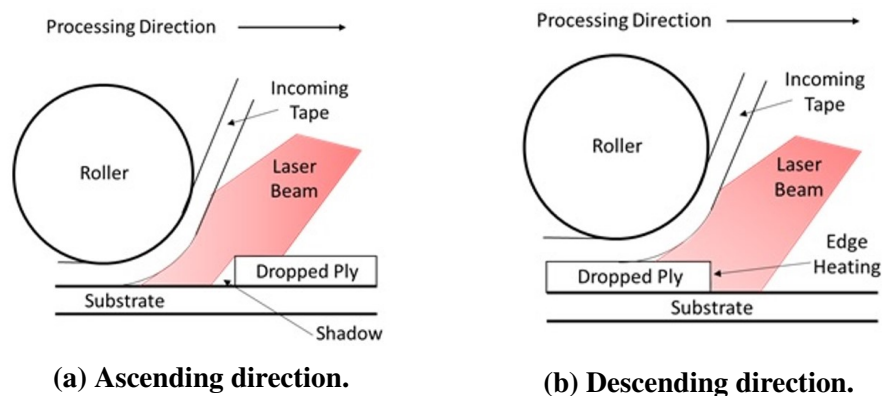 Processing Direction
Incoming
Tape
Roller
Laser
Beam
Dropped Ply
Substrate
Shadow
(a) Ascending direction.
Processing Direction
Incoming
Tape
Roller
Laser
Beam
Edge
Heating
Dropped Ply
Substrate
(b) Descending direction.